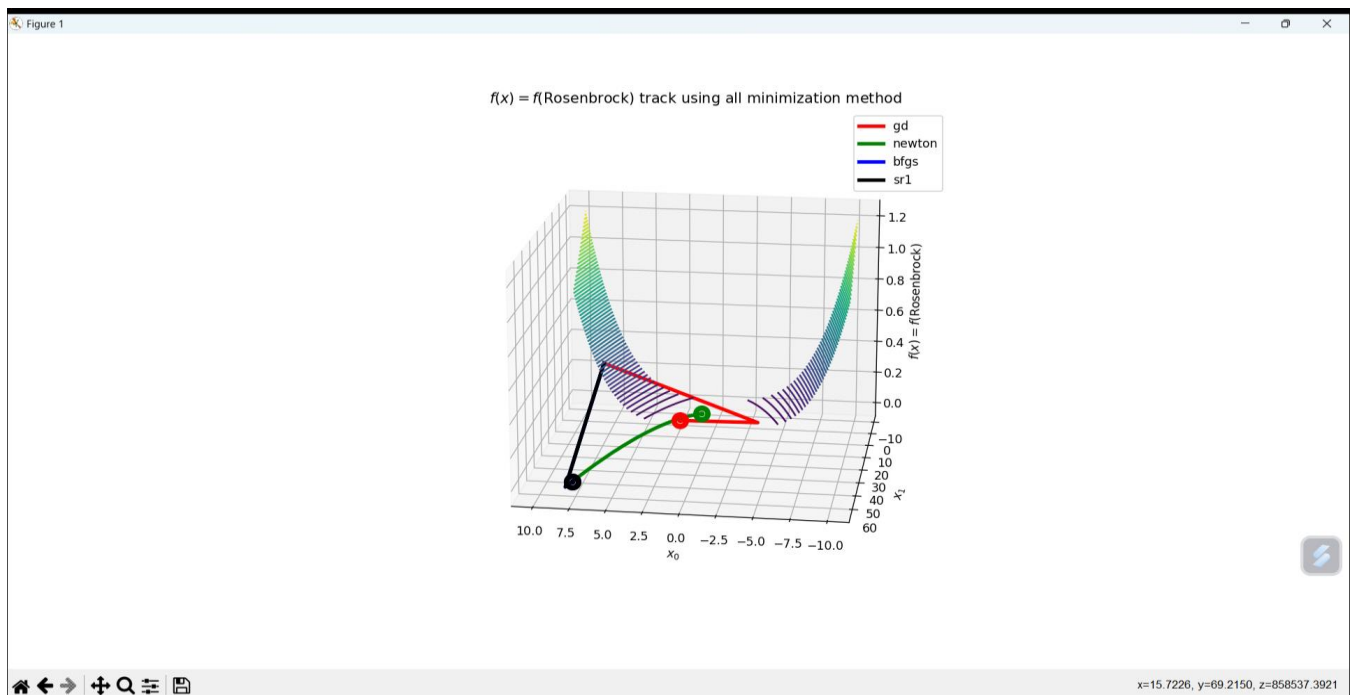 Figure 1
f(x) = f(Rosenbrock) track using all minimization method
gd
newton
bfgs
sr1
1.2
1.0
0.8
0.6
0.4
0.2
0.0
f(x) = f(Rosenbrock)
−10
0
10
20
30
40
50
60
x₁
10.0 7.5 5.0 2.5 0.0 −2.5 −5.0 −7.5 −10.0
x₀
x=15.7226, y=69.2150, z=858537.3921